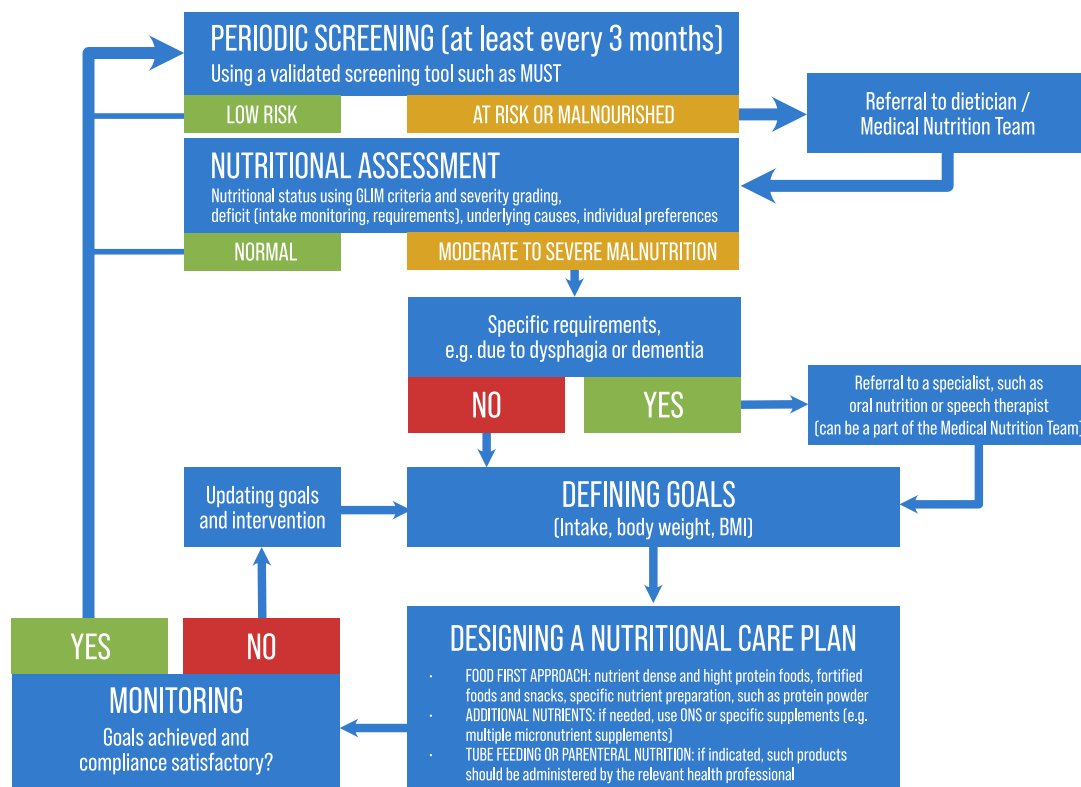 PERIODIC SCREENING (at least every 3 months)
Using a validated screening tool such as MUST
LOW RISK
AT RISK OR MALNOURISHED
Referral to dietician /
Medical Nutrition Team
NUTRITIONAL ASSESSMENT
Nutritional status using GLIM criteria and severity grading,
deficit (intake monitoring, requirements), underlying causes, individual preferences
NORMAL
MODERATE TO SEVERE MALNUTRITION
Specific requirements,
e.g. due to dysphagia or dementia
NO
YES
Referral to a specialist, such as
oral nutrition or speech therapist
(can be a part of the Medical Nutrition Team)
Updating goals
and intervention
DEFINING GOALS
(Intake, body weight, BMI)
YES
NO
MONITORING
Goals achieved and
compliance satisfactory?
DESIGNING A NUTRITIONAL CARE PLAN
· FOOD FIRST APPROACH: nutrient dense and hight protein foods, fortified
foods and snacks, specific nutrient preparation, such as protein powder
· ADDITIONAL NUTRIENTS: if needed, use ONS or specific supplements (e.g.
multiple micronutrient supplements)
· TUBE FEEDING OR PARENTERAL NUTRITION: if indicated, such products
should be administered by the relevant health professional